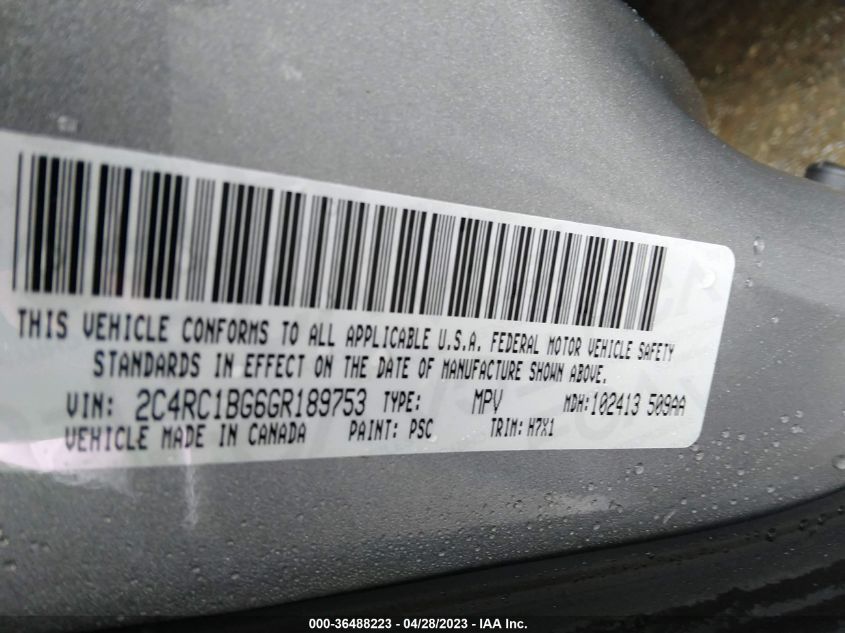 THIS VEHICLE CONFORMS TO ALL APPLICABLE U.S.A. FEDERAL MOTOR VEHICLE SAFETY
STANDARDS IN EFFECT ON THE DATE OF MANUFACTURE SHOWN ABOVE.
VIN: 2C4RC1BG6GR189753 TYPE: MPV MDH:102413 509AA
VEHICLE MADE IN CANADA PAINT: PSC TRIM: H7X1
000-36488223 - 04/28/2023 - IAA Inc.